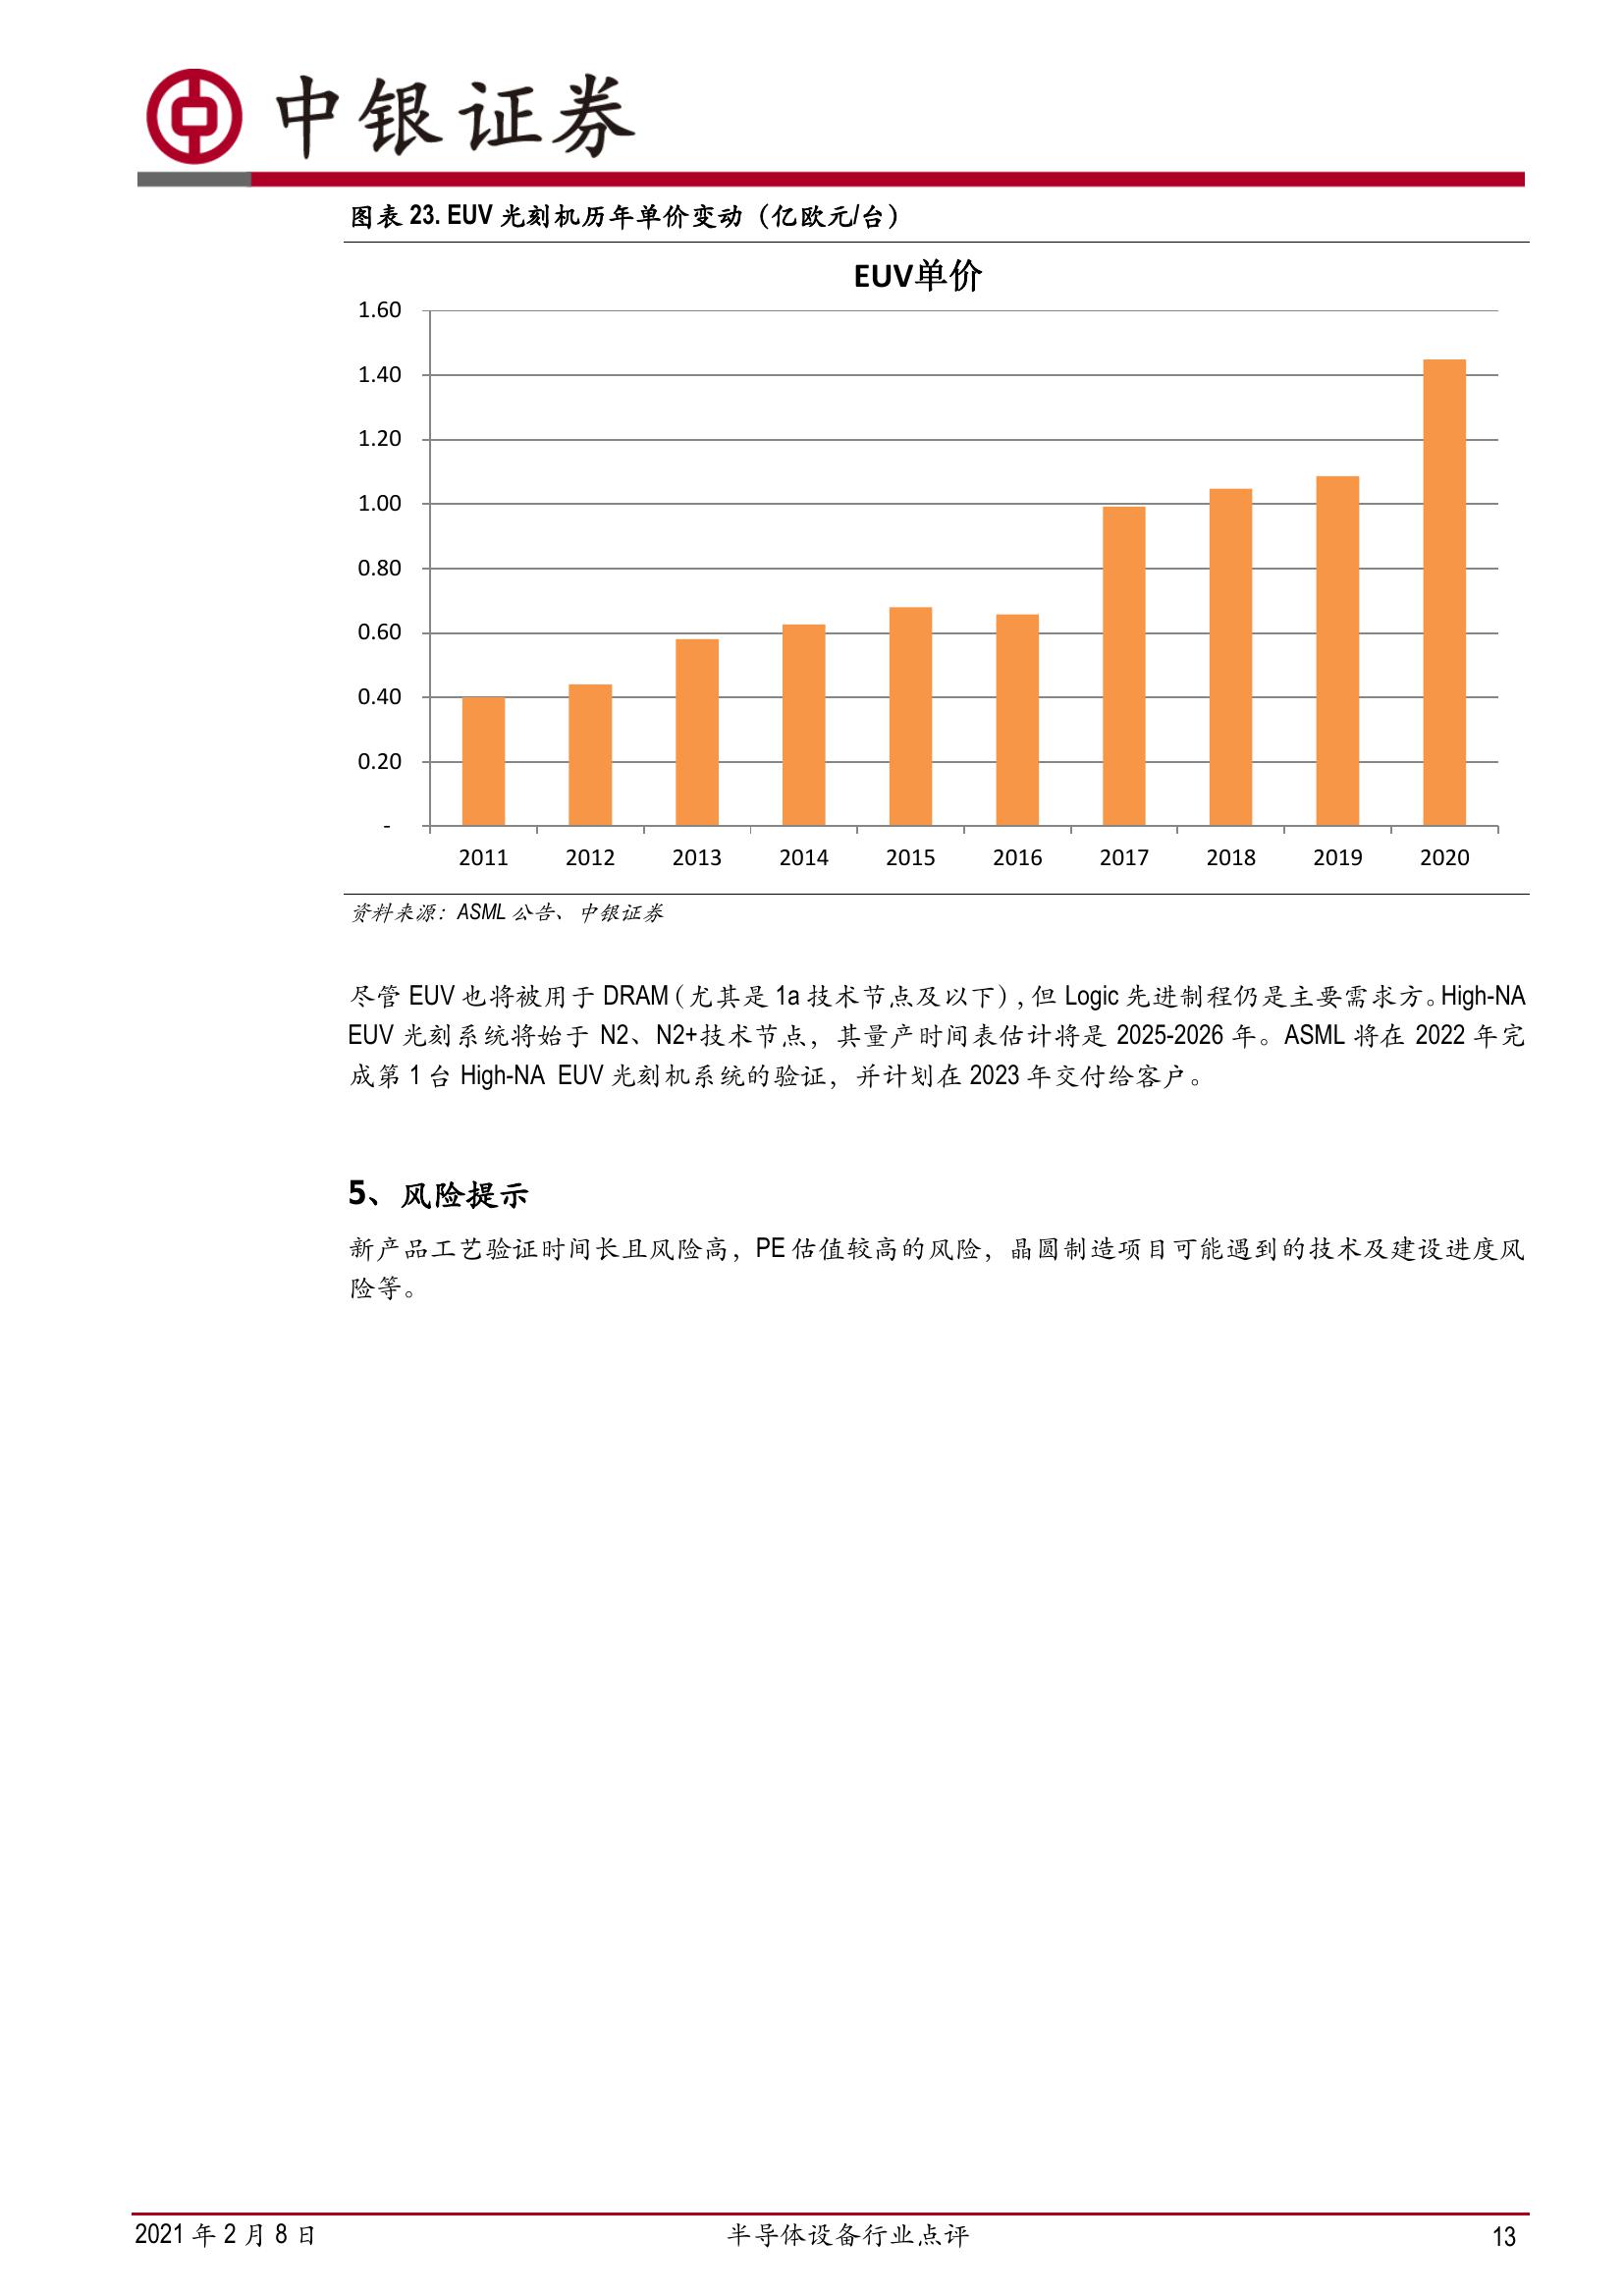 中银证券
图表 23. EUV 光刻机历年单价变动（亿欧元/台）
EUV单价
1.60
1.40
1.20
1.00
0.80
0.60
0.40
0.20
-
2011 2012 2013 2014 2015 2016 2017 2018 2019 2020
资料来源：ASML 公告、中银证券
尽管 EUV 也将被用于 DRAM（尤其是 1a 技术节点及以下），但 Logic 先进制程仍是主要需求方。High-NA
EUV 光刻系统将始于 N2、N2+技术节点，其量产时间表估计将是 2025-2026 年。ASML 将在 2022 年完
成第 1 台 High-NA EUV 光刻机系统的验证，并计划在 2023 年交付给客户。
5、风险提示
新产品工艺验证时间长且风险高，PE 估值较高的风险，晶圆制造项目可能遇到的技术及建设进度风
险等。
2021 年 2 月 8 日 半导体设备行业点评 13